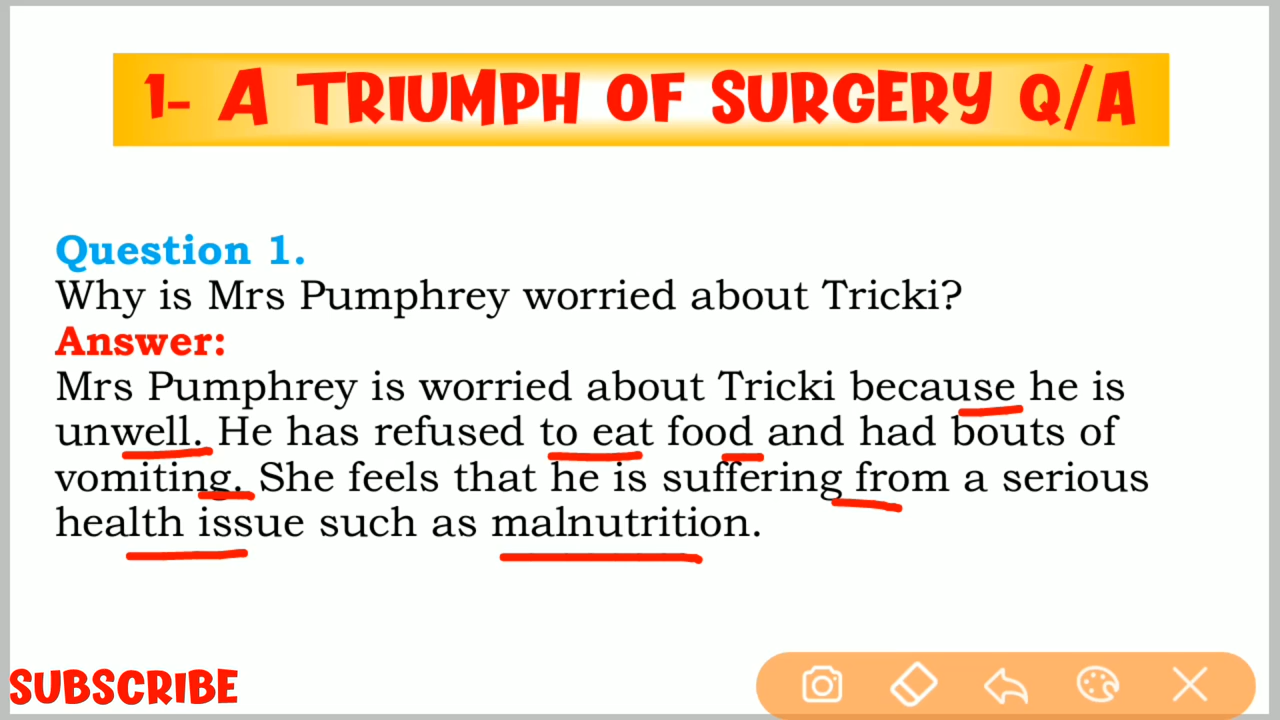 1- A TRIUMPH OF SURGERY Q/A
Question 1.
Why is Mrs Pumphrey worried about Tricki?
Answer:
Mrs Pumphrey is worried about Tricki because he is
unwell. He has refused to eat food and had bouts of
vomiting. She feels that he is suffering from a serious
health issue such as malnutrition.
SUBSCRIBE